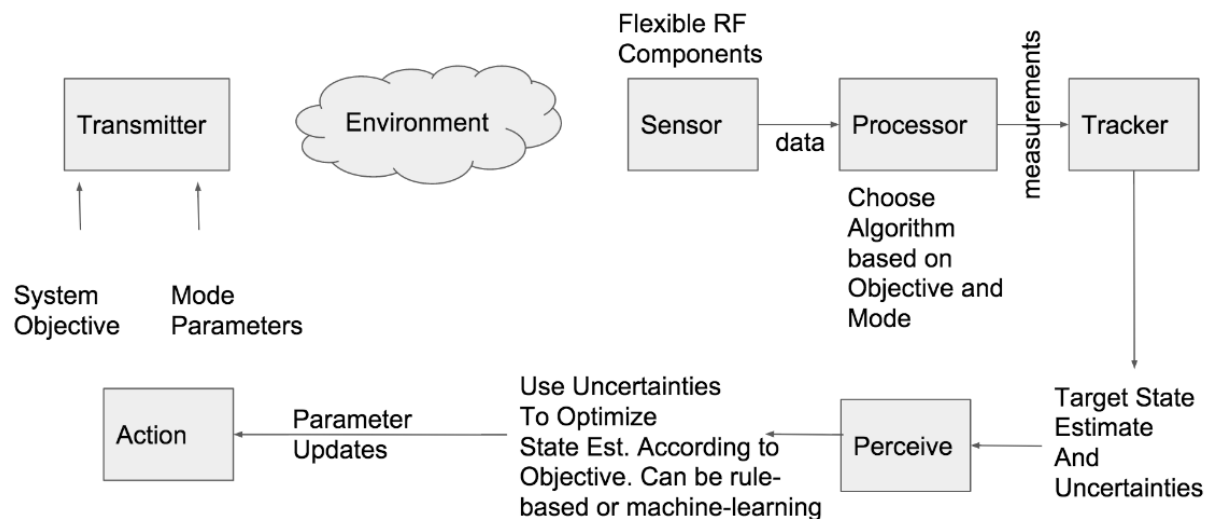 Flexible RF
Components
Transmitter
Environment
Sensor
data
Processor
measurements
Tracker
Choose
Algorithm
based on
Objective and
Mode
System
Objective
Mode
Parameters
Action
Parameter
Updates
Use Uncertainties
To Optimize
State Est. According to
Objective. Can be rule-
based or machine-learning
Perceive
Target State
Estimate
And
Uncertainties